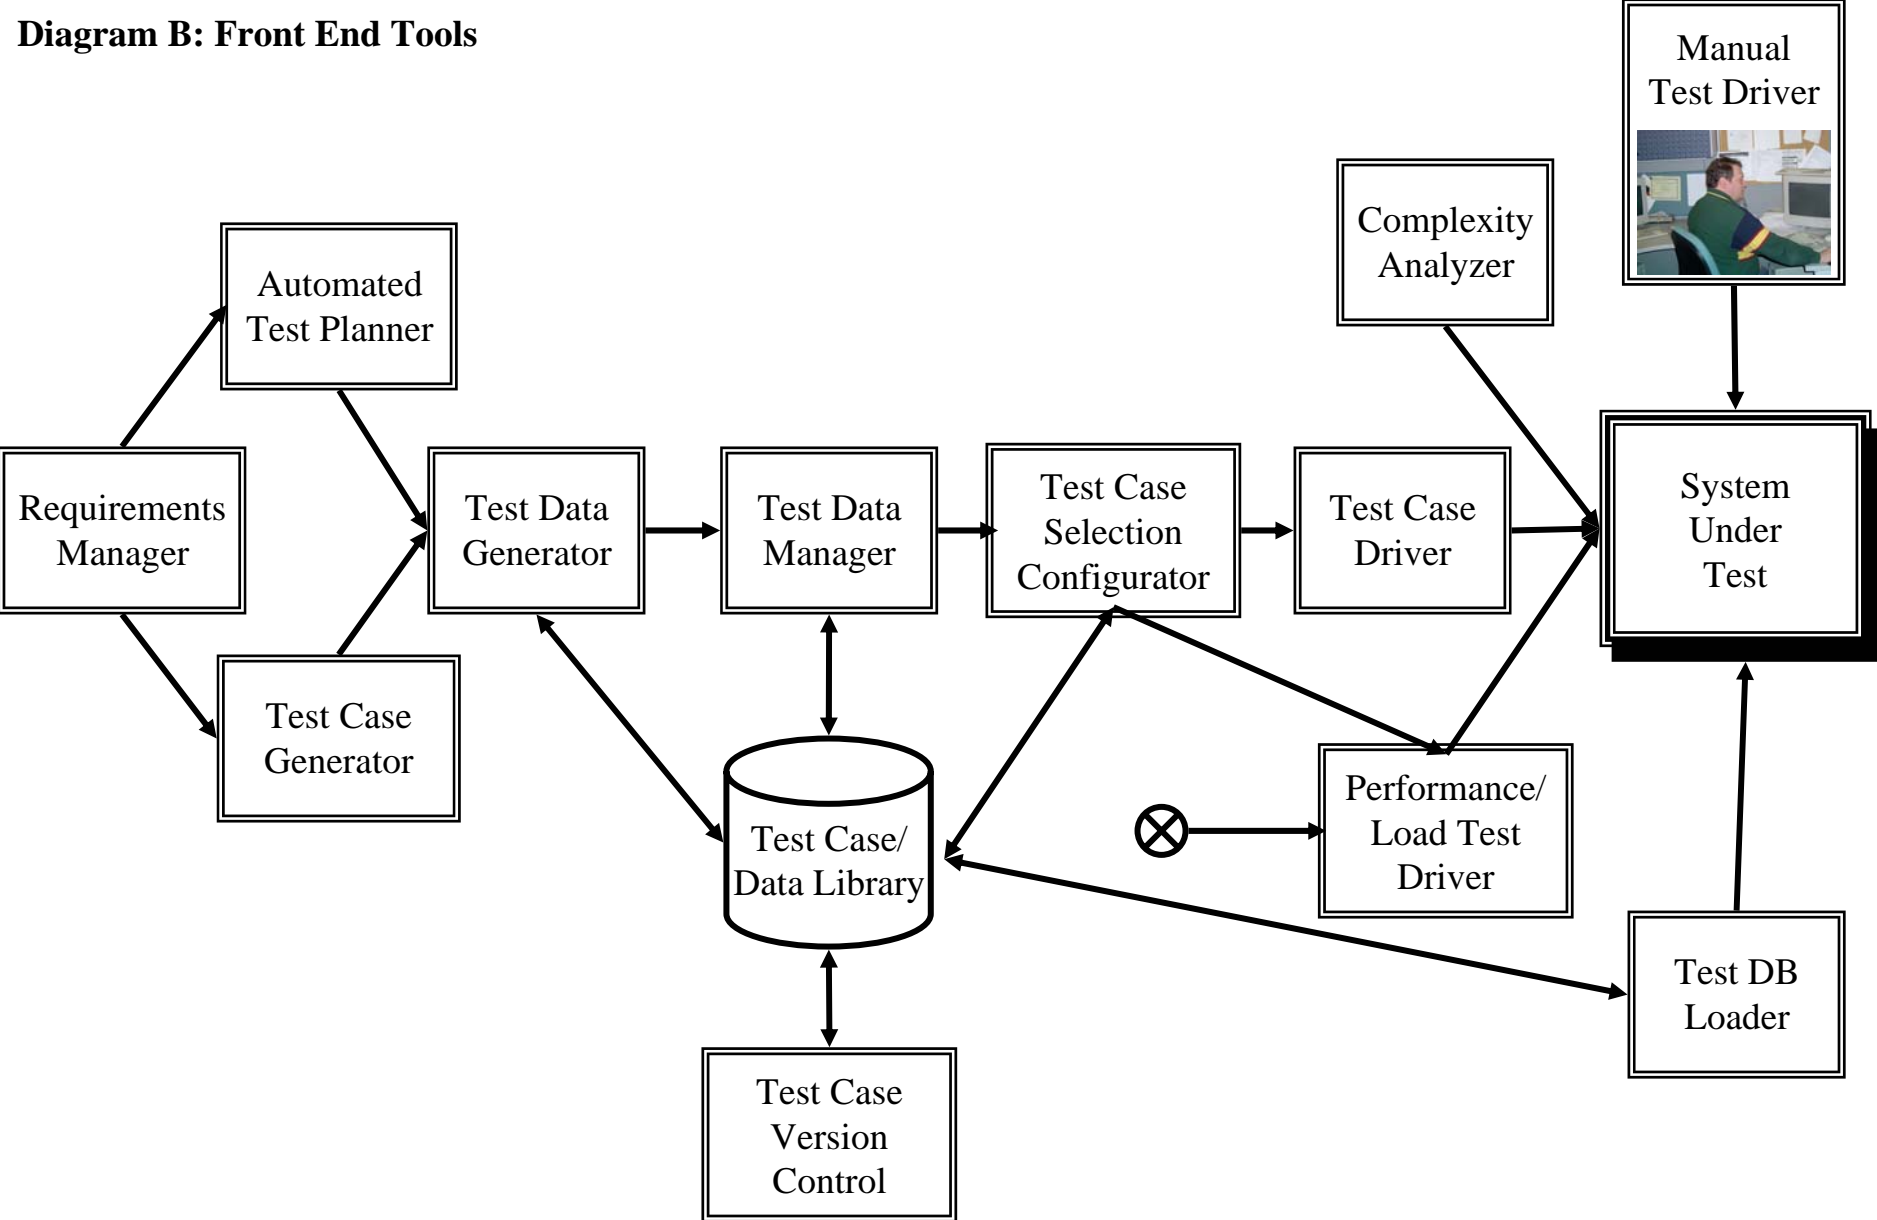 Diagram B: Front End Tools
Manual
Test Driver
Complexity
Analyzer
Automated
Test Planner
Requirements
Manager
Test Data
Generator
Test Data
Manager
Test Case
Selection
Configurator
Test Case
Driver
System
Under
Test
Test Case
Generator
Test Case/
Data Library
Performance/
Load Test
Driver
Test DB
Loader
Test Case
Version
Control